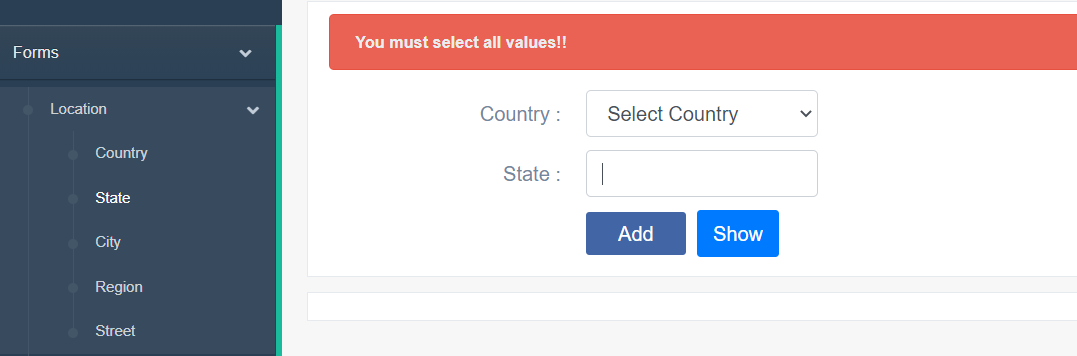 Forms
Location
Country
State
City
Region
Street
You must select all values!!
Country : Select Country
State :
Add Show